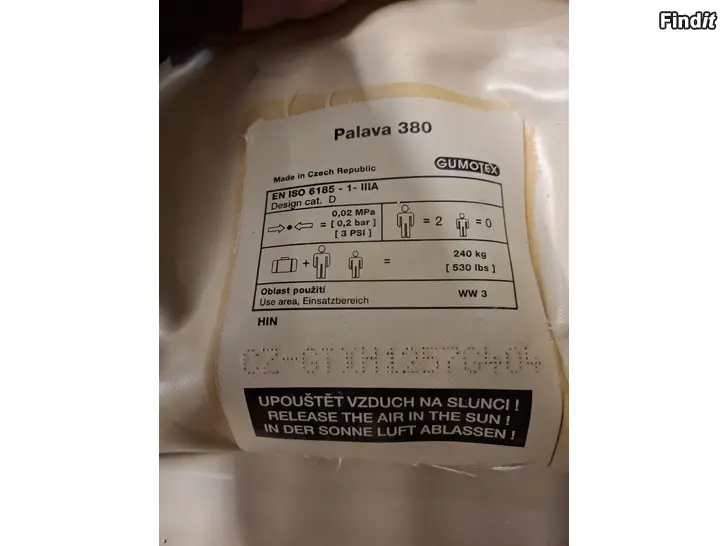 Findit
Palava 380
Made in Czech Republic
GUMOTEX
EN ISO 6185 - 1- IIIA
Design cat. D
= 0,02 MPa
[ 0,2 bar ]
[ 3 PSI ]
= 2
= 0
+
=
240 kg
[ 530 lbs ]
Oblast použití
Use area, Einsatzbereich
WW 3
HIN
UPOUŠTĚT VZDUCH NA SLUNCI !
RELEASE THE AIR IN THE SUN !
IN DER SONNE LUFT ABLASSEN !